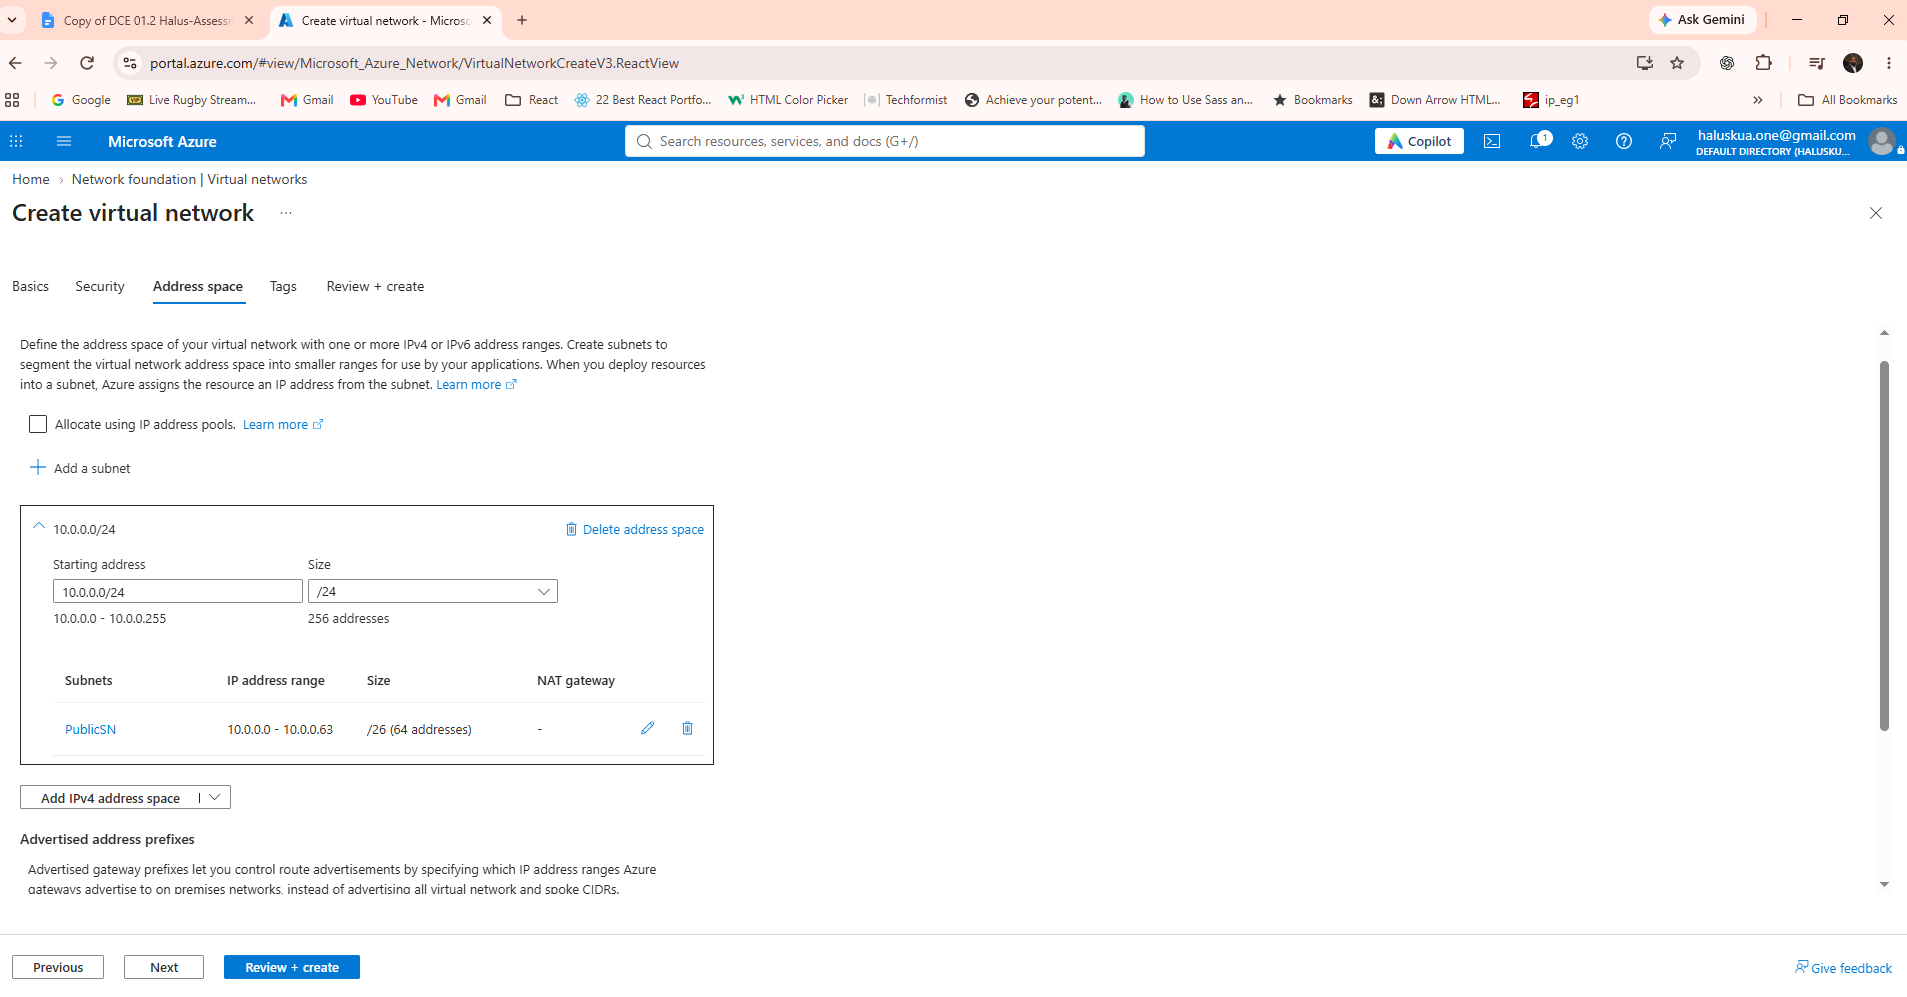 Copy of DCE 01.2 Halus-Assessm
Create virtual network - Microso
Ask Gemini
portal.azure.com/#view/Microsoft_Azure_Network/VirtualNetworkCreateV3.ReactView
Google
VIP
Live Rugby Stream...
Gmail
YouTube
Gmail
React
22 Best React Portfo...
HTML Color Picker
Techformist
Achieve your potent...
How to Use Sass an...
Bookmarks
&;
Down Arrow HTML...
ip_eg1
»
All Bookmarks
Microsoft Azure
Search resources, services, and docs (G+/)
Copilot
1
haluskua.one@gmail.com
DEFAULT DIRECTORY (HALUSKU...
Home > Network foundation | Virtual networks
Create virtual network ...
Basics Security Address space Tags Review + create
Define the address space of your virtual network with one or more IPv4 or IPv6 address ranges. Create subnets to
segment the virtual network address space into smaller ranges for use by your applications. When you deploy resources
into a subnet, Azure assigns the resource an IP address from the subnet. Learn more
Allocate using IP address pools. Learn more
Add a subnet
10.0.0.0/24 Delete address space
Starting address Size
10.0.0.0/24 /24
10.0.0.0 - 10.0.0.255 256 addresses
Subnets IP address range Size NAT gateway
PublicSN 10.0.0.0 - 10.0.0.63 /26 (64 addresses) -
Add IPv4 address space |
Advertised address prefixes
Advertised gateway prefixes let you control route advertisements by specifying which IP address ranges Azure
gateways advertise to on premises networks, instead of advertising all virtual network and spoke CIDRs.
Previous Next Review + create
Give feedback